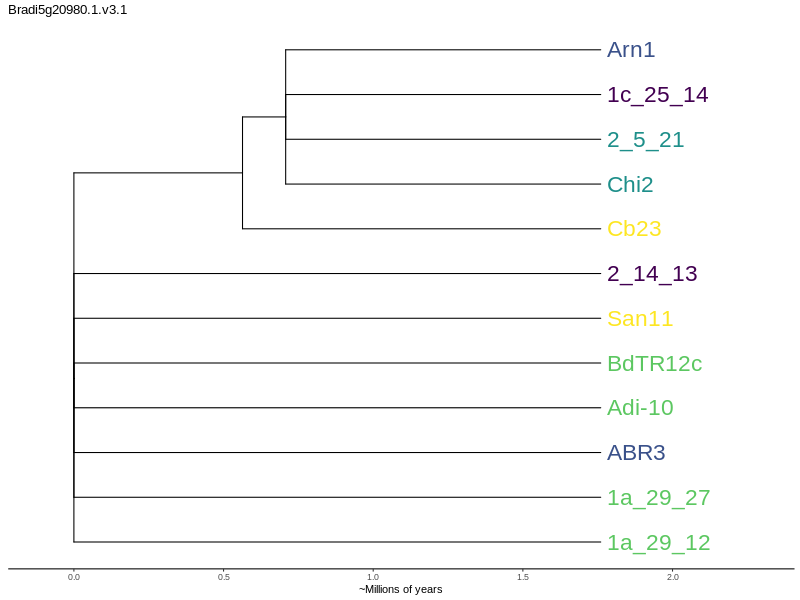 Bradi5g20980.1.v3.1
Arn1
1c_25_14
2_5_21
Chi2
Cb23
2_14_13
San11
BdTR12c
Adi-10
ABR3
1a_29_27
1a_29_12
0.0 0.5 1.0 1.5 2.0
~Millions of years